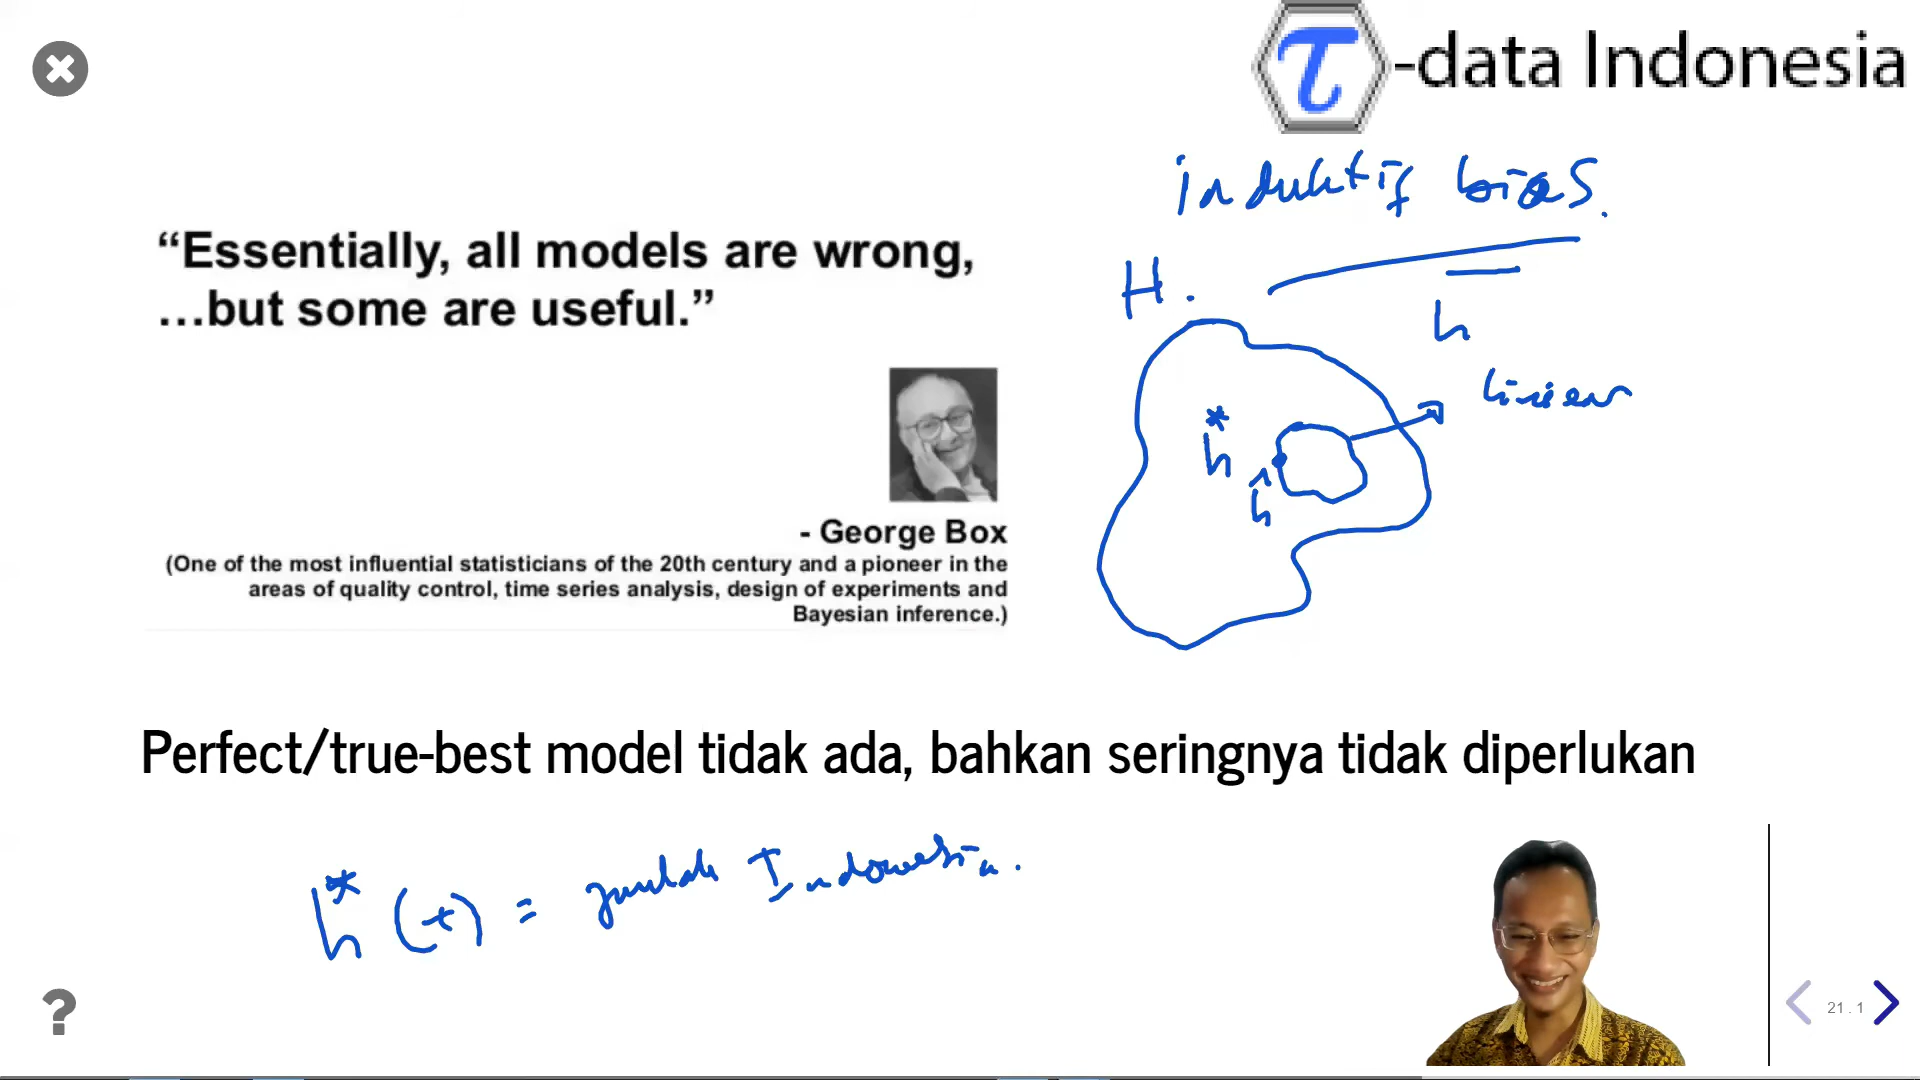 τ-data Indonesia
induktif bias.
“Essentially, all models are wrong,
...but some are useful.”
H.
h
linier
*
h
^
h
- George Box
(One of the most influential statisticians of the 20th century and a pioneer in the
areas of quality control, time series analysis, design of experiments and
Bayesian inference.)
Perfect/true-best model tidak ada, bahkan seringnya tidak diperlukan
h*(x) = jumlah Indonesia.
?
21.1